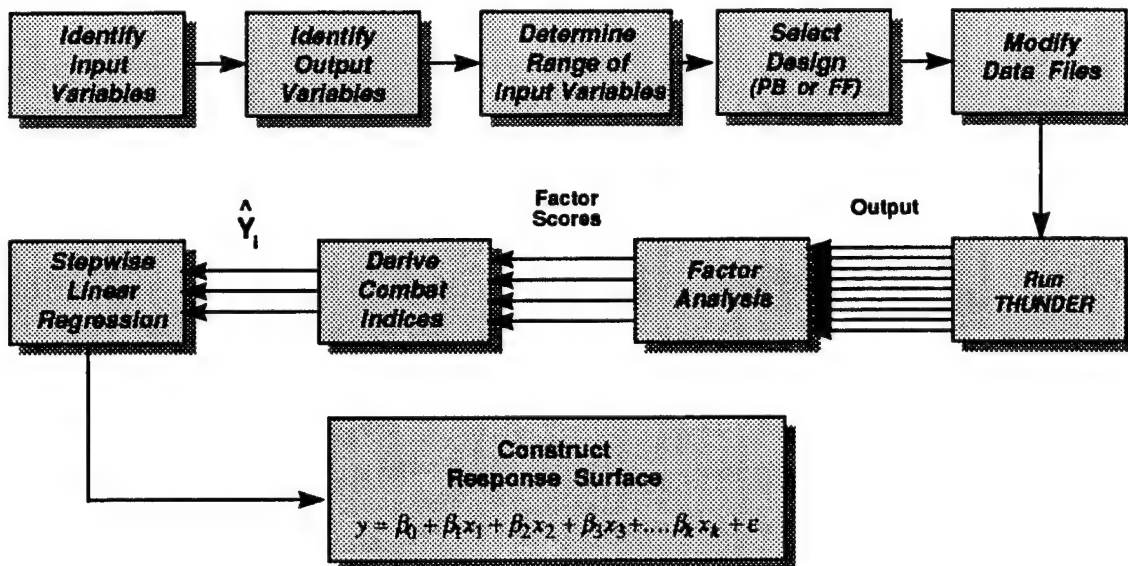 Identify
Input
Variables
Identify
Output
Variables
Determine
Range of
Input Variables
Select
Design
(PB or FF)
Modify
Data Files
Run
THUNDER
Output
Factor
Analysis
Factor
Scores
Derive
Combat
Indices
Ŷᵢ
Stepwise
Linear
Regression
Construct
Response Surface
y = β₀ + β₁x₁ + β₂x₂ + β₃x₃+....βₖxₖ + ε